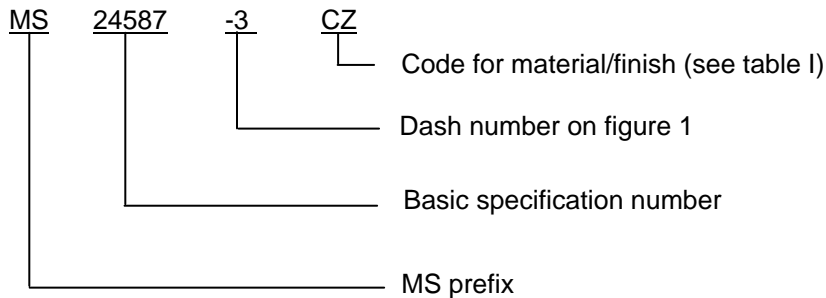 MS 24587 -3 CZ
Code for material/finish (see table I)
Dash number on figure 1
Basic specification number
MS prefix